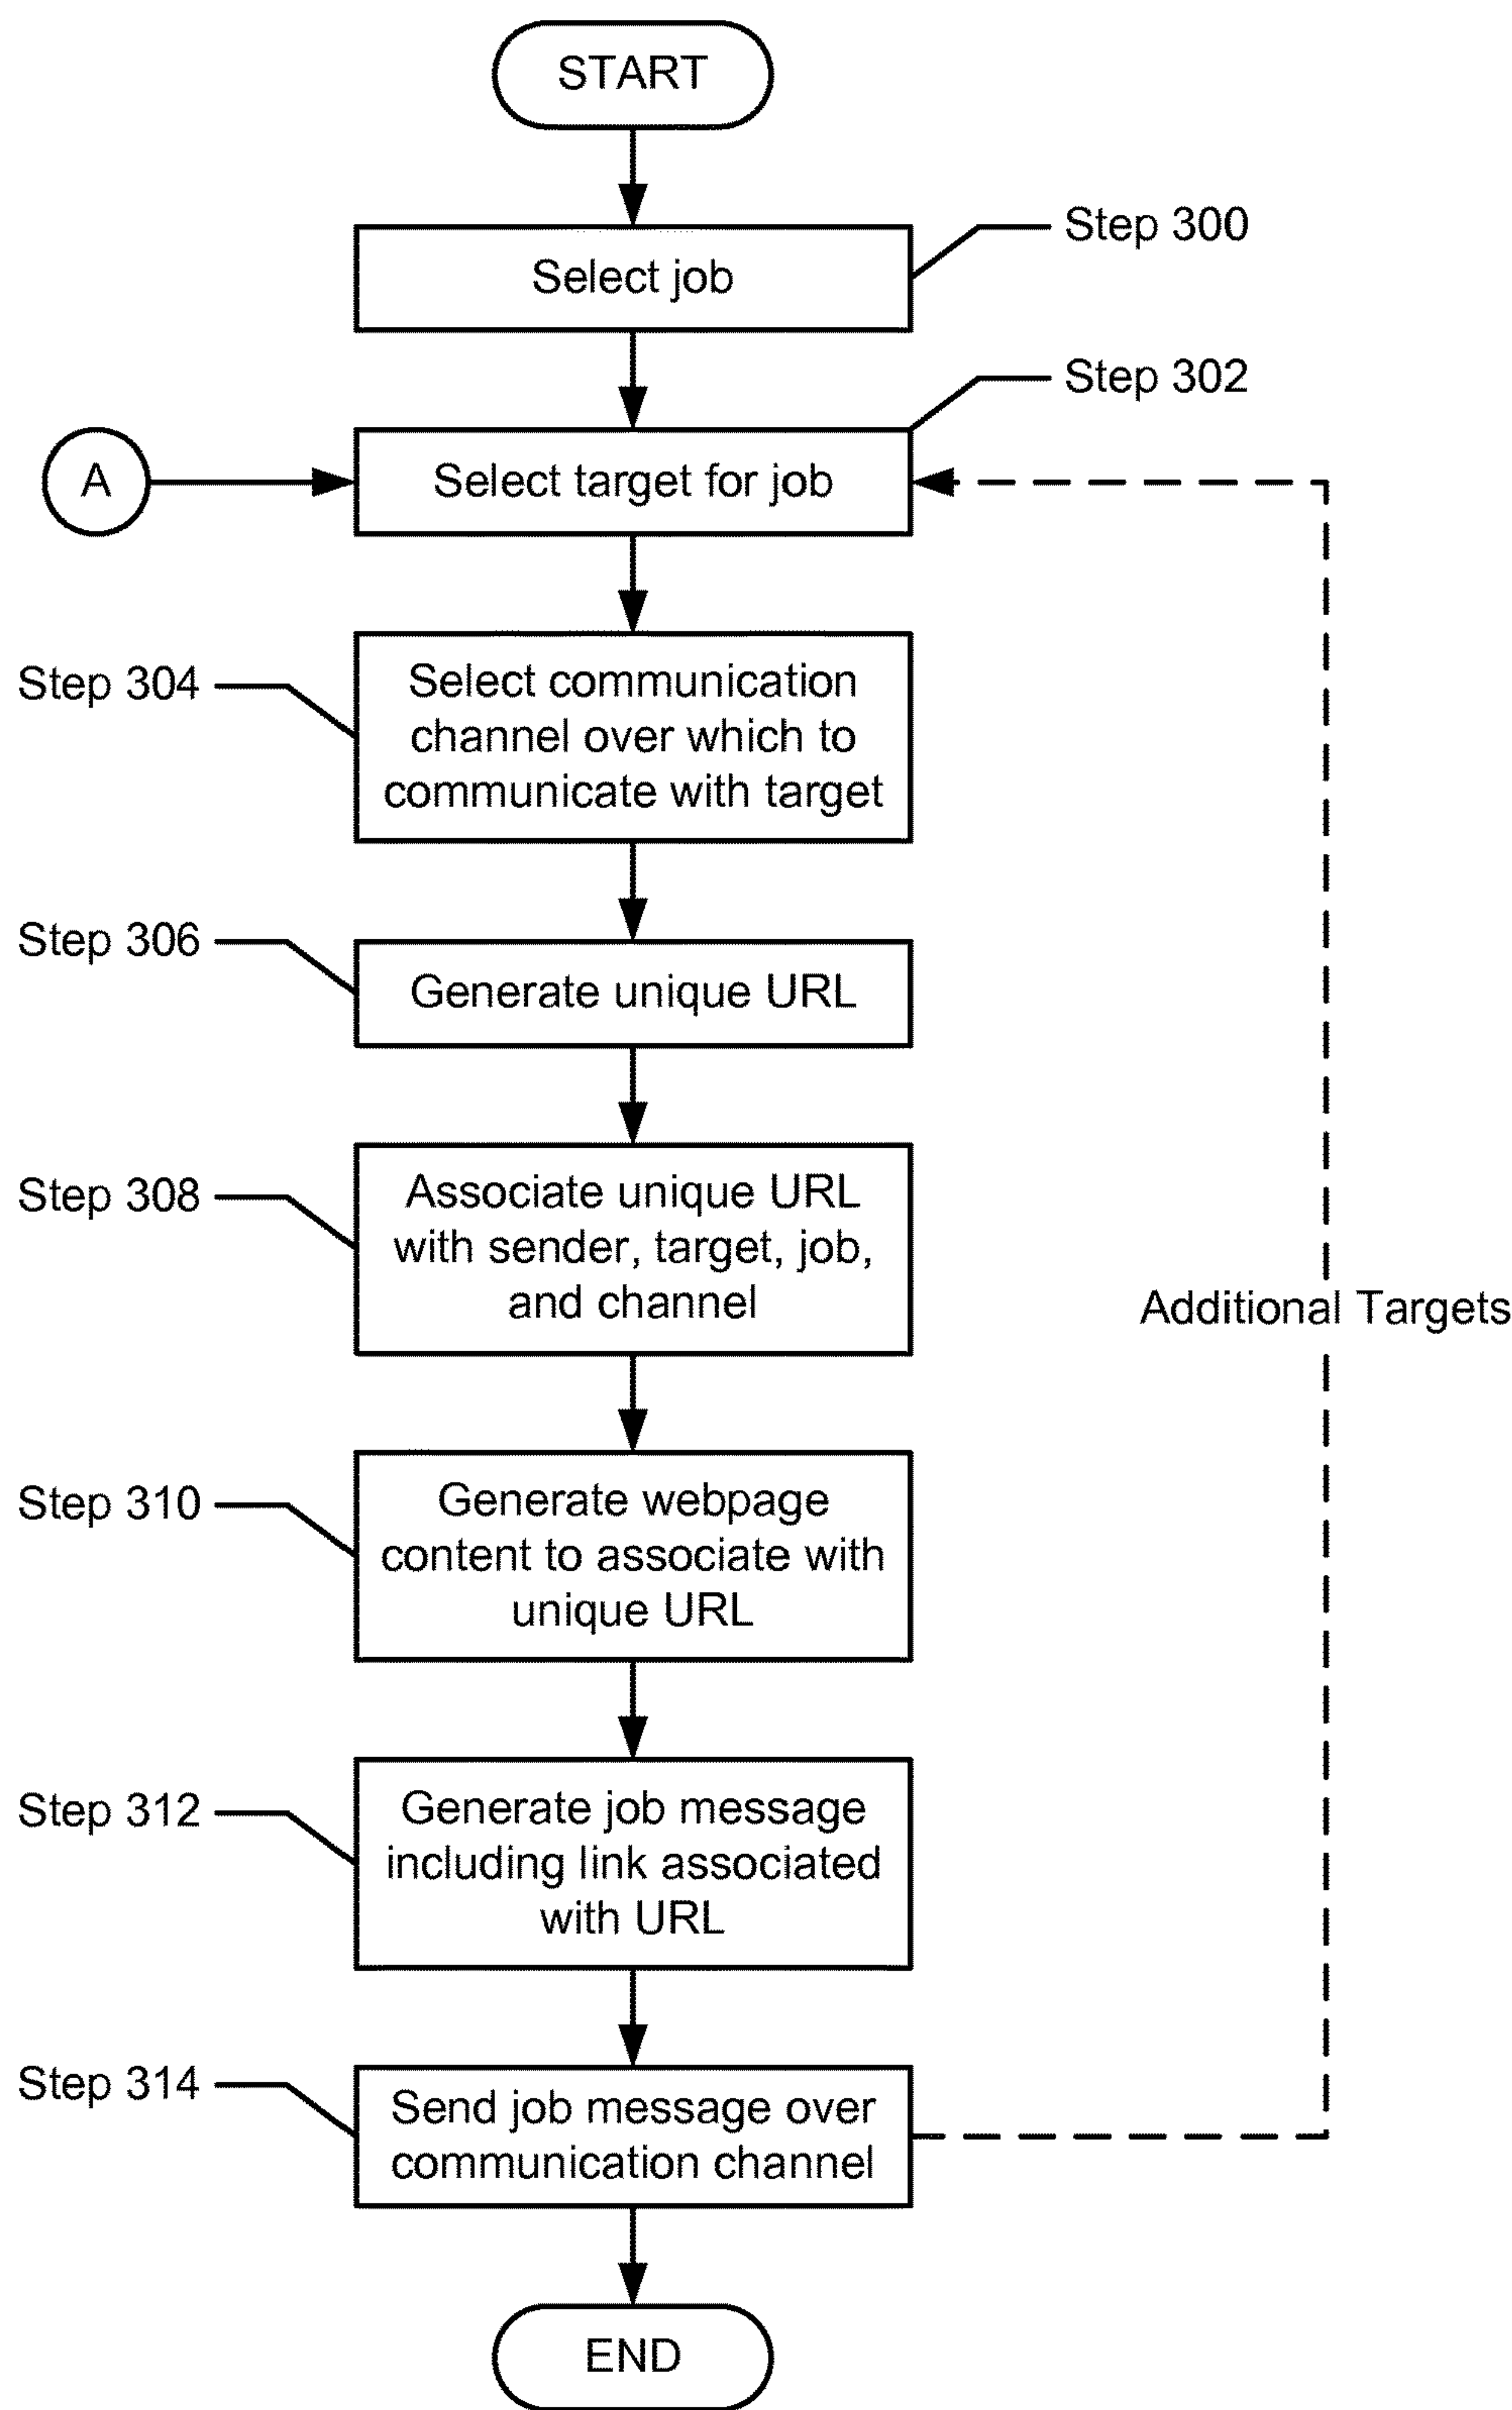 START
Step 300
Select job
Step 302
A
Select target for job
Step 304
Select communication
channel over which to
communicate with target
Step 306
Generate unique URL
Step 308
Associate unique URL
with sender, target, job,
and channel
Additional Targets
Step 310
Generate webpage
content to associate with
unique URL
Step 312
Generate job message
including link associated
with URL
Step 314
Send job message over
communication channel
END